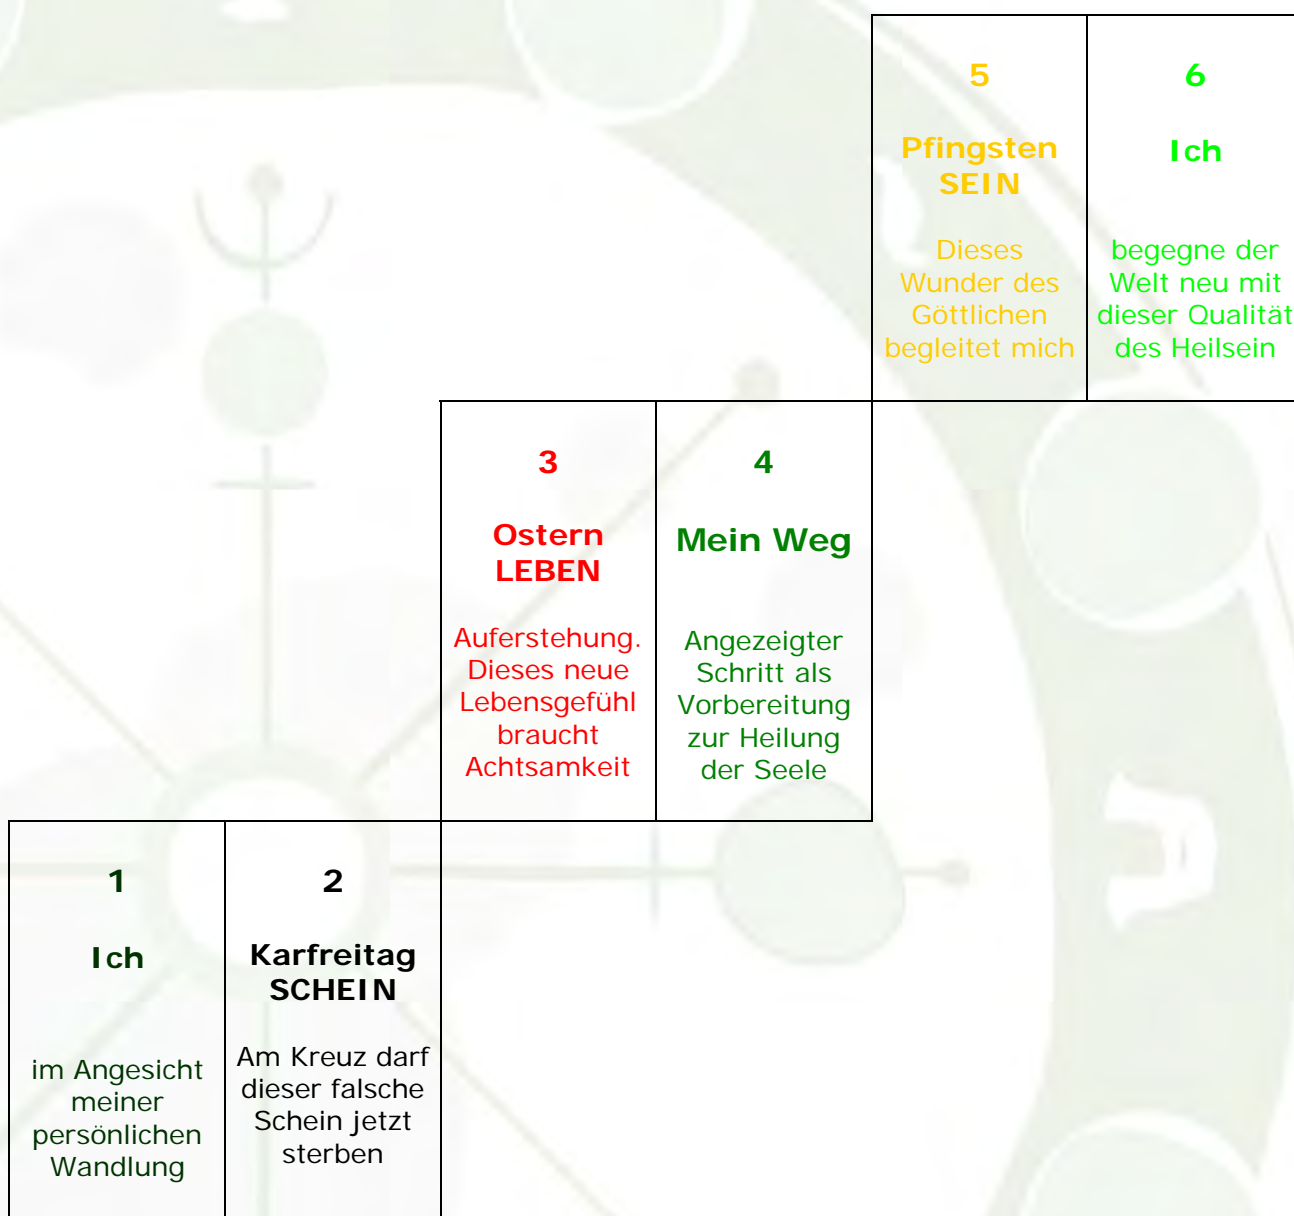 1
Ich
im Angesicht
meiner
persönlichen
Wandlung
2
Karfreitag
SCHEIN
Am Kreuz darf
dieser falsche
Schein jetzt
sterben
3
Ostern
LEBEN
Auferstehung.
Dieses neue
Lebensgefühl
braucht
Achtsamkeit
4
Mein Weg
Angezeigter
Schritt als
Vorbereitung
zur Heilung
der Seele
5
Pfingsten
SEIN
Dieses
Wunder des
Göttlichen
begleitet mich
6
Ich
begegne der
Welt neu mit
dieser Qualität
des Heilsein